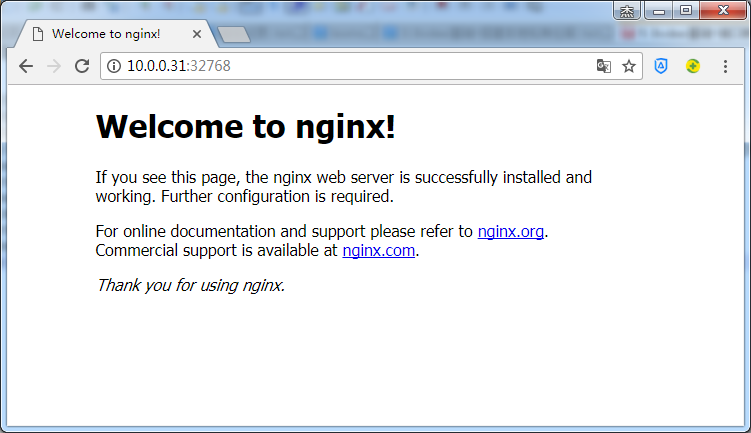 杰
Welcome to nginx!
10.0.0.31:32768
Welcome to nginx!
If you see this page, the nginx web server is successfully installed and
working. Further configuration is required.
For online documentation and support please refer to nginx.org.
Commercial support is available at nginx.com.
Thank you for using nginx.